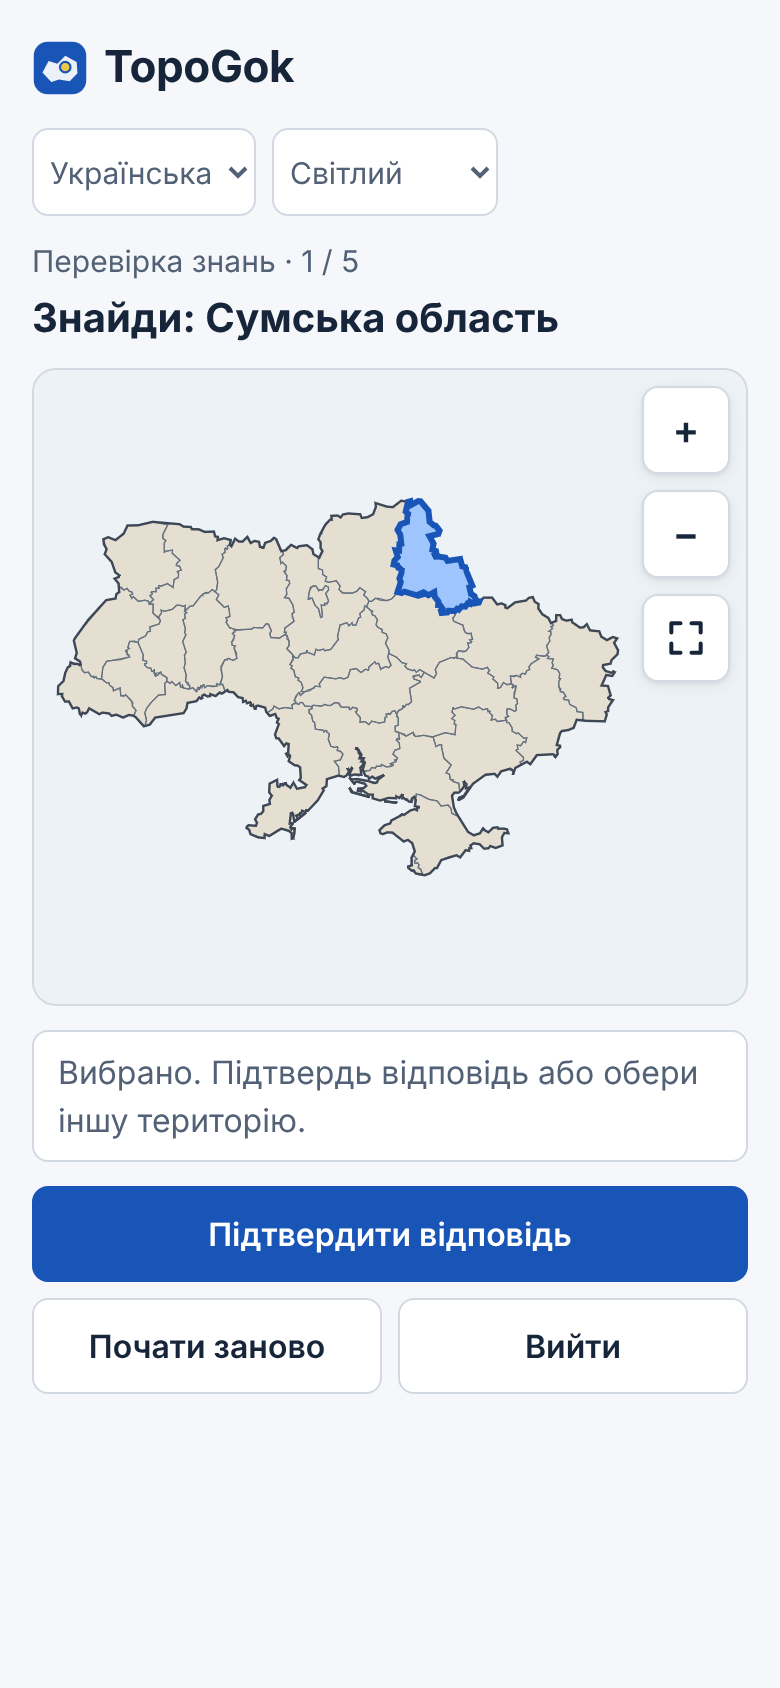 TopoGok
Українська
Світлий
Перевірка знань · 1 / 5
Знайди: Сумська область
+
−
Вибрано. Підтвердь відповідь або обери
іншу територію.
Підтвердити відповідь
Почати заново
Вийти